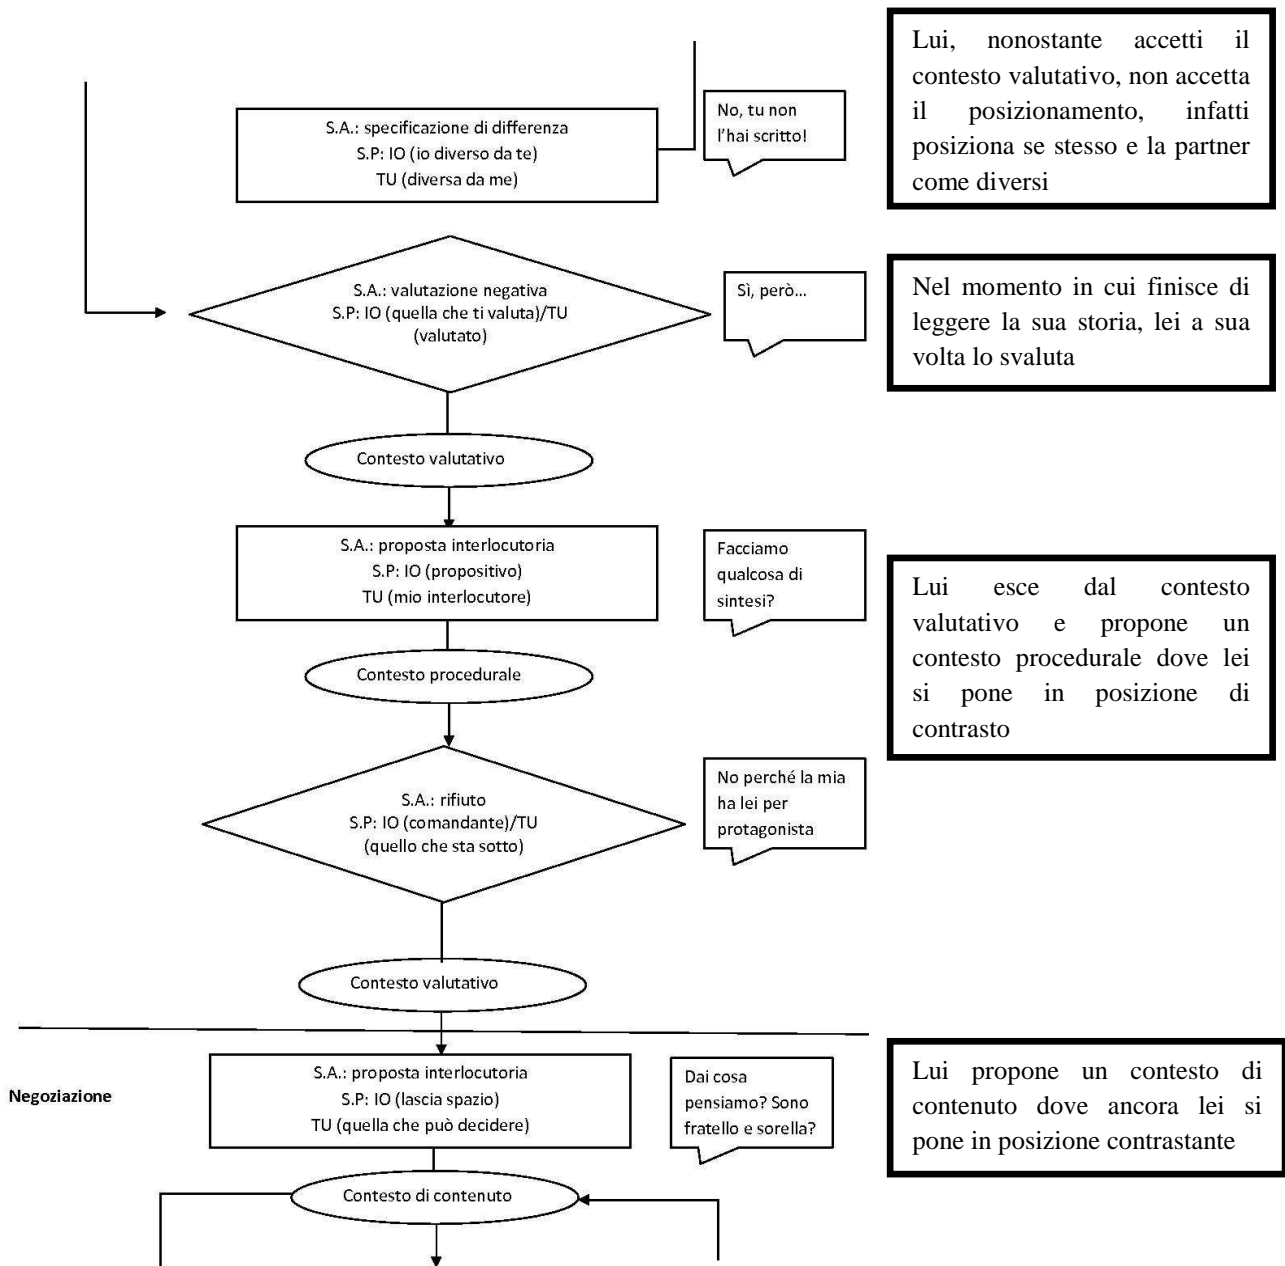 S.A.: specificazione di differenza
S.P: IO (io diverso da te)
TU (diversa da me)
No, tu non
l'hai scritto!
Lui, nonostante accetti il
contesto valutativo, non accetta
il posizionamento, infatti
posiziona se stesso e la partner
come diversi
S.A.: valutazione negativa
S.P: IO (quella che ti valuta)/TU
(valutato)
Sì, però...
Nel momento in cui finisce di
leggere la sua storia, lei a sua
volta lo svaluta
Contesto valutativo
S.A.: proposta interlocutoria
S.P: IO (propositivo)
TU (mio interlocutore)
Facciamo
qualcosa di
sintesi?
Lui esce dal contesto
valutativo e propone un
contesto procedurale dove lei
si pone in posizione di
contrasto
Contesto procedurale
S.A.: rifiuto
S.P: IO (comandante)/TU
(quello che sta sotto)
No perché la mia
ha lei per
protagonista
Contesto valutativo
Negoziazione
S.A.: proposta interlocutoria
S.P: IO (lascia spazio)
TU (quella che può decidere)
Dai cosa
pensiamo? Sono
fratello e sorella?
Lui propone un contesto di
contenuto dove ancora lei si
pone in posizione contrastante
Contesto di contenuto